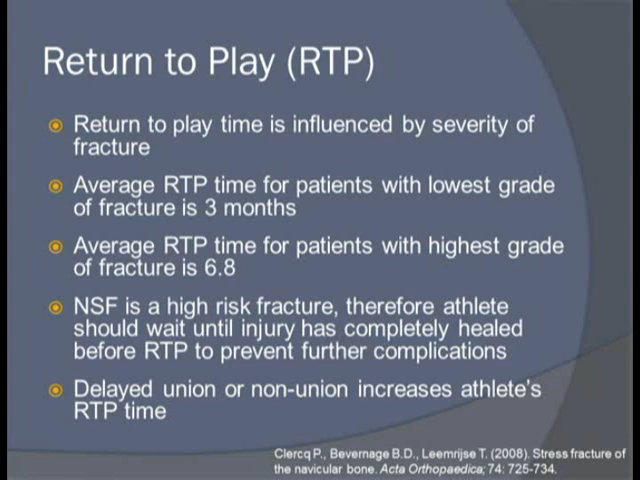 Return to Play (RTP)
Return to play time is influenced by severity of
fracture
Average RTP time for patients with lowest grade
of fracture is 3 months
Average RTP time for patients with highest grade
of fracture is 6.8
NSF is a high risk fracture, therefore athlete
should wait until injury has completely healed
before RTP to prevent further complications
Delayed union or non-union increases athlete's
RTP time
Clercq P., Bevernage B.D., Leemrijse T. (2008). Stress fracture of
the navicular bone. Acta Orthopaedica; 74: 725-734.